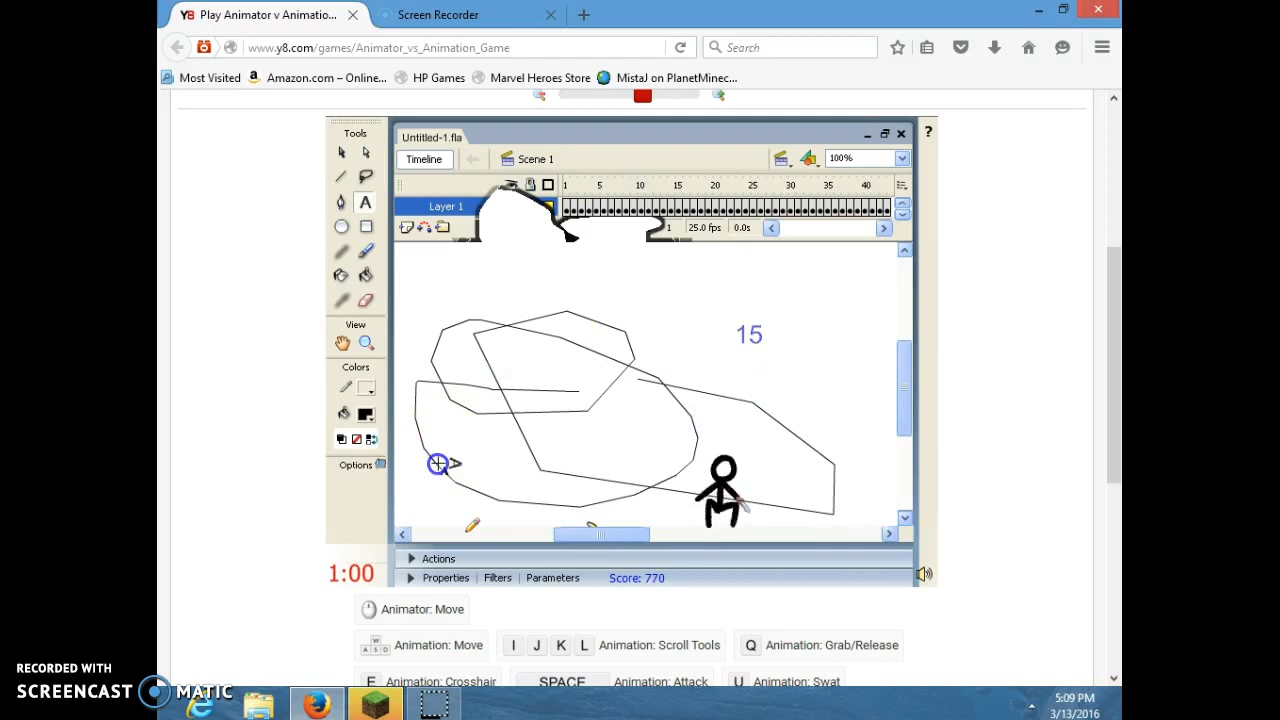 Play Animator v Animatio...
Screen Recorder
www.y8.com/games/Animator_vs_Animation_Game
Search
Most Visited
Amazon.com – Online...
HP Games
Marvel Heroes Store
MistaJ on PlanetMinec...
Tools
Untitled-1.fla
?
Timeline
Scene 1
100%
1 5 10 15 20 25 30 35 40
Layer 1
A
1 25.0 fps 0.0s
View
15
Colors
A
Options
Actions
1:00
Properties Filters Parameters Score: 770
Animator: Move
W
A S D
Animation: Move
I J K L Animation: Scroll Tools
Q Animation: Grab/Release
E Animation: Crosshair
SPACE Animation: Attack
U Animation: Swat
RECORDED WITH
SCREENCAST MATIC
5:09 PM
3/13/2016